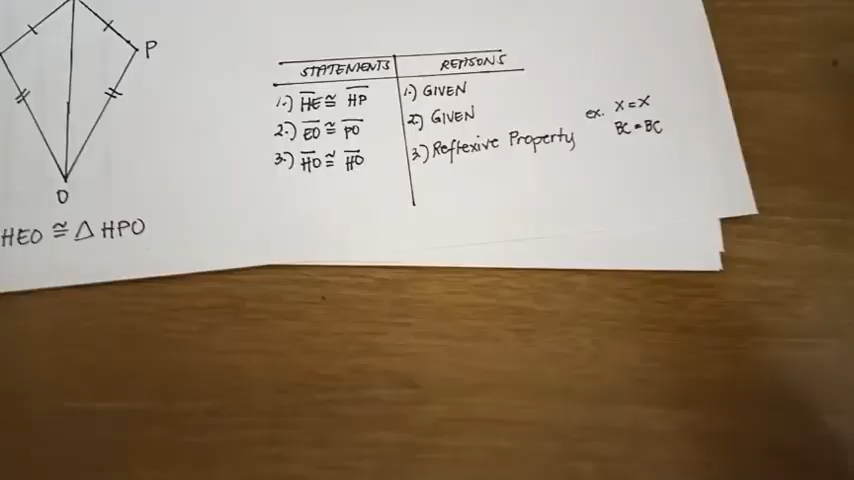 P
O
HEO ≅ △ HPO
STATEMENTS REASONS
1.) HE ≅ HP 1.) GIVEN
2.) EO ≅ PO 2.) GIVEN
3.) HO ≅ HO 3.) Reflexive Property
ex. X = X
BC = BC